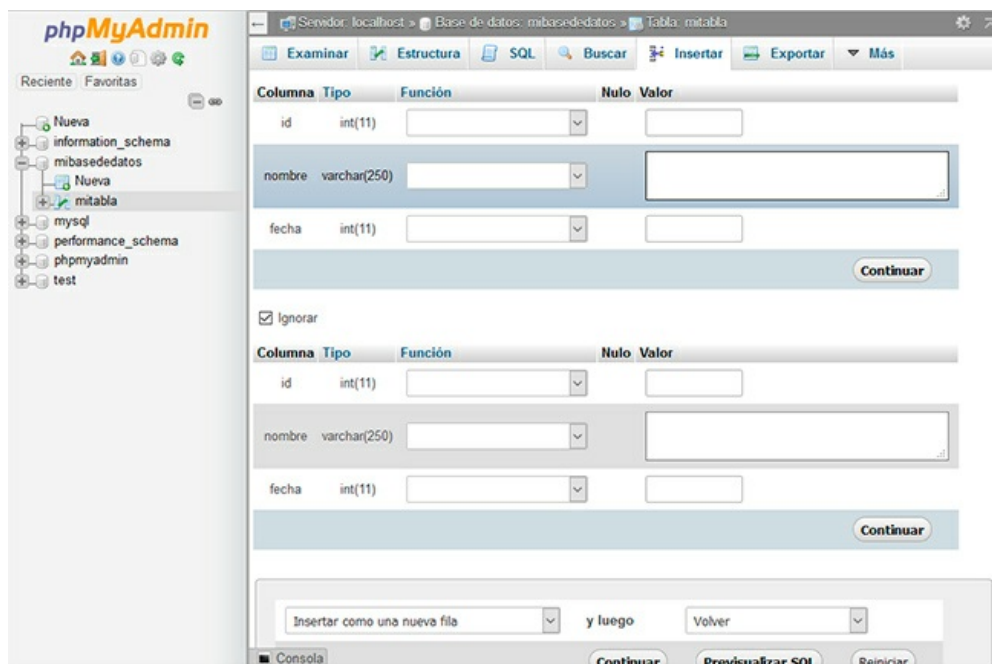 phpMyAdmin
Reciente Favoritas
Nueva
information_schema
mibasededatos
Nueva
mitabla
mysql
performance_schema
phpmyadmin
test
Servidor: localhost » Base de datos: mibasededatos » Tabla: mitabla
Examinar Estructura SQL Buscar Insertar Exportar Más
Columna Tipo Función Nulo Valor
id int(11)
nombre varchar(250)
fecha int(11)
Continuar
Ignorar
Columna Tipo Función Nulo Valor
id int(11)
nombre varchar(250)
fecha int(11)
Continuar
Insertar como una nueva fila y luego Volver
Consola Continuar Previsualizar SQL Reiniciar